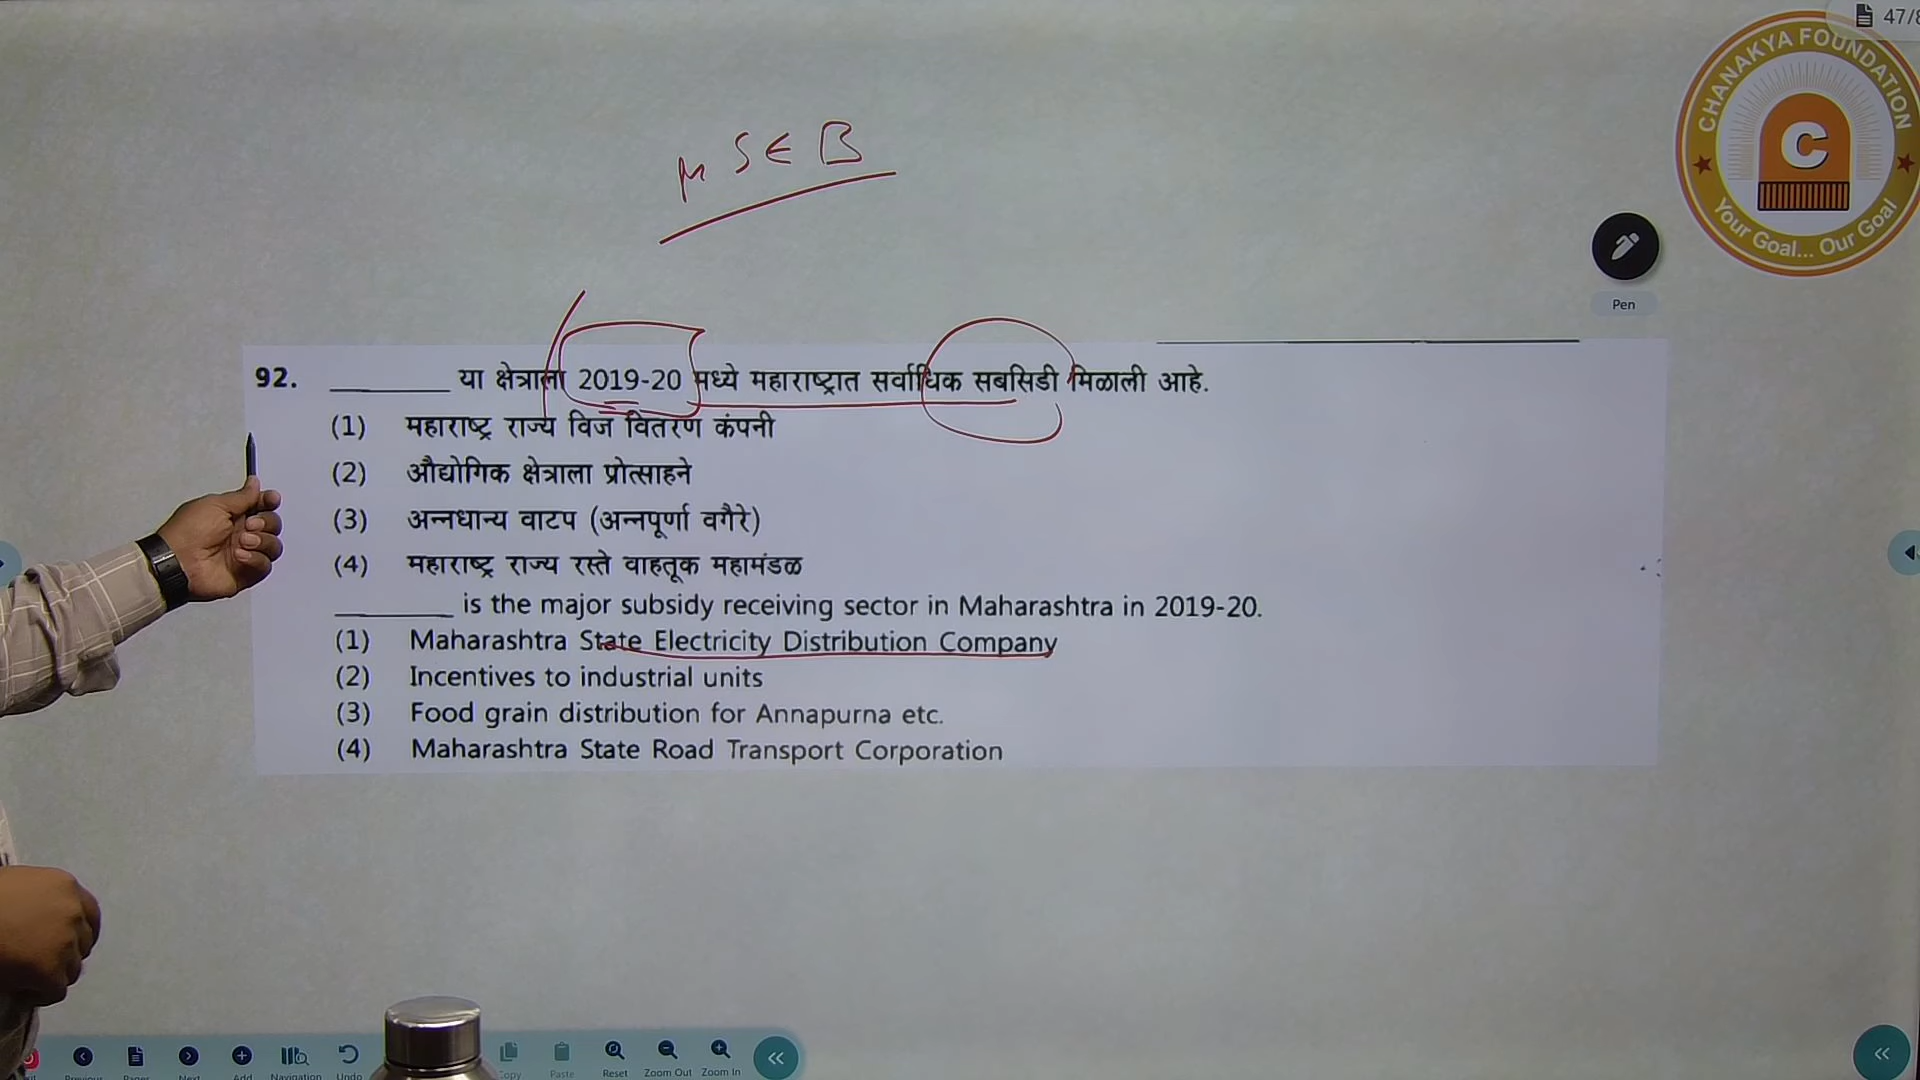 47/8
CHANAKYA FOUNDATION
C
Your Goal... Our Goal
MSEB
Pen
92. ________ या क्षेत्राला 2019-20 मध्ये महाराष्ट्रात सर्वाधिक सबसिडी मिळाली आहे.
(1) महाराष्ट्र राज्य विज वितरण कंपनी
(2) औद्योगिक क्षेत्राला प्रोत्साहने
(3) अन्नधान्य वाटप (अन्नपूर्णा वगैरे)
(4) महाराष्ट्र राज्य रस्ते वाहतूक महामंडळ
________ is the major subsidy receiving sector in Maharashtra in 2019-20.
(1) Maharashtra State Electricity Distribution Company
(2) Incentives to industrial units
(3) Food grain distribution for Annapurna etc.
(4) Maharashtra State Road Transport Corporation
Previous Pages Next Add Navigation Undo Copy Paste Reset Zoom Out Zoom In